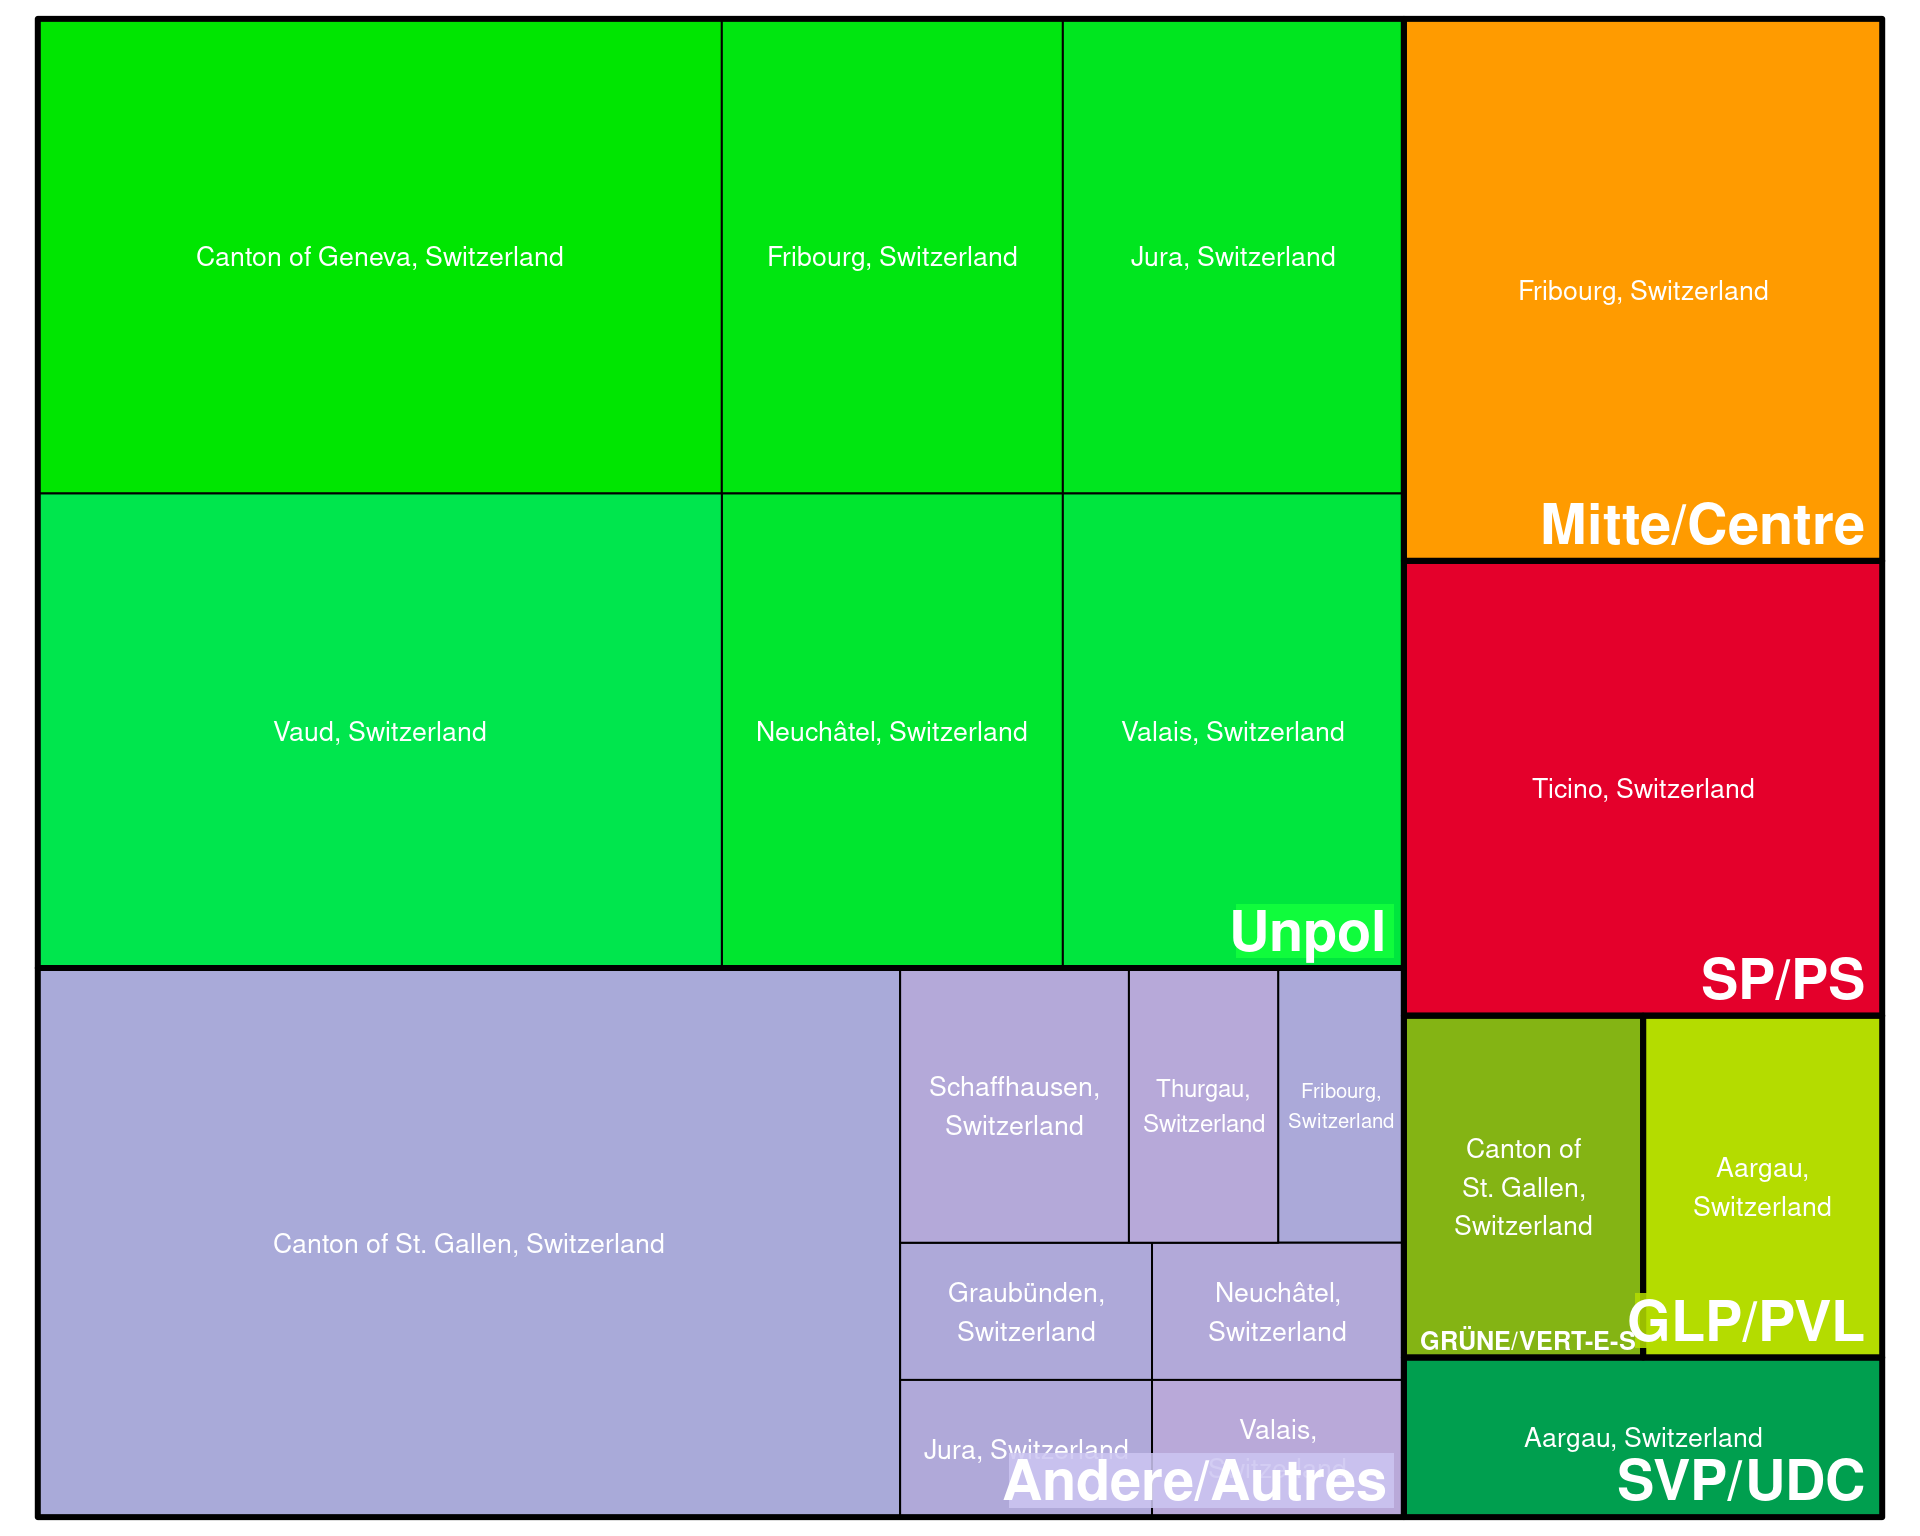 Canton of Geneva, Switzerland
Fribourg, Switzerland
Jura, Switzerland
Vaud, Switzerland
Neuchâtel, Switzerland
Valais, Switzerland
Unpol
Fribourg, Switzerland
Mitte/Centre
Ticino, Switzerland
SP/PS
Canton of St. Gallen, Switzerland
Schaffhausen,
Switzerland
Thurgau,
Switzerland
Fribourg,
Switzerland
Graubünden,
Switzerland
Neuchâtel,
Switzerland
Jura, Switzerland
Valais,
Switzerland
Andere/Autres
Canton of
St. Gallen,
Switzerland
GRÜNE/VERT-E-S
Aargau,
Switzerland
GLP/PVL
Aargau, Switzerland
SVP/UDC